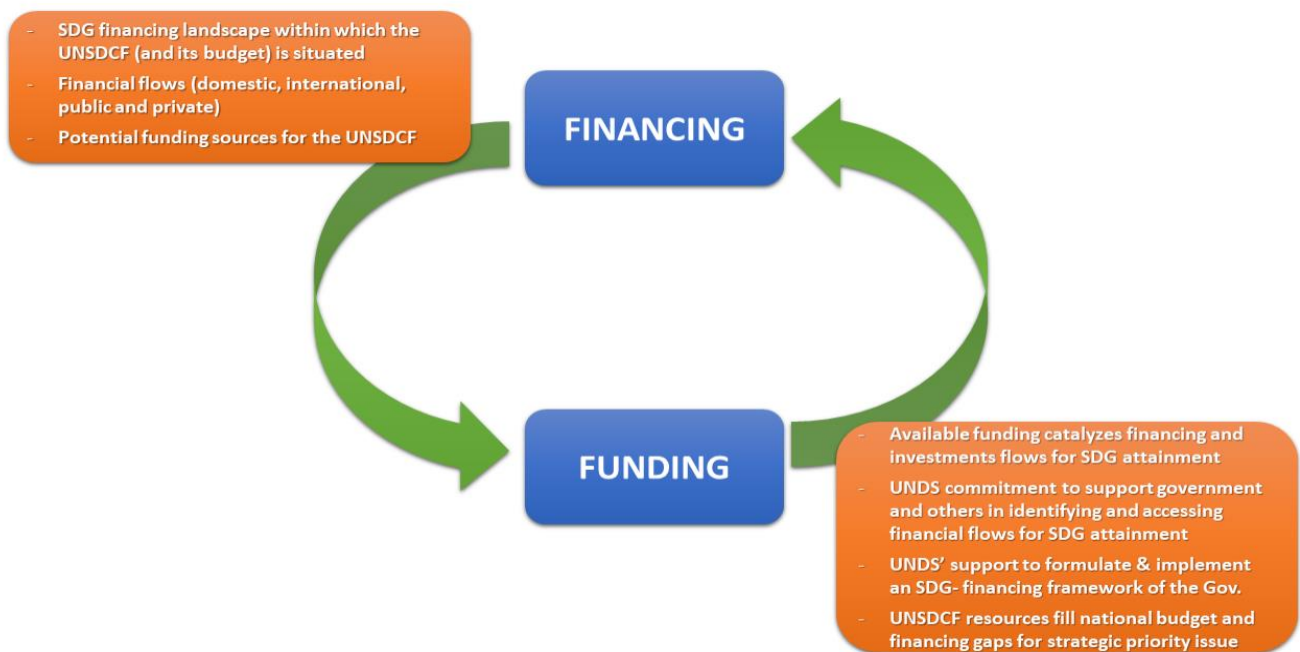 - SDG financing landscape within which the
UNSDCF (and its budget) is situated
- Financial flows (domestic, international,
public and private)
- Potential funding sources for the UNSDCF
FINANCING
FUNDING
- Available funding catalyzes financing and
investments flows for SDG attainment
- UNDS commitment to support government
and others in identifying and accessing
financial flows for SDG attainment
- UNDS’ support to formulate & implement
an SDG- financing framework of the Gov.
- UNSDCF resources fill national budget and
financing gaps for strategic priority issue